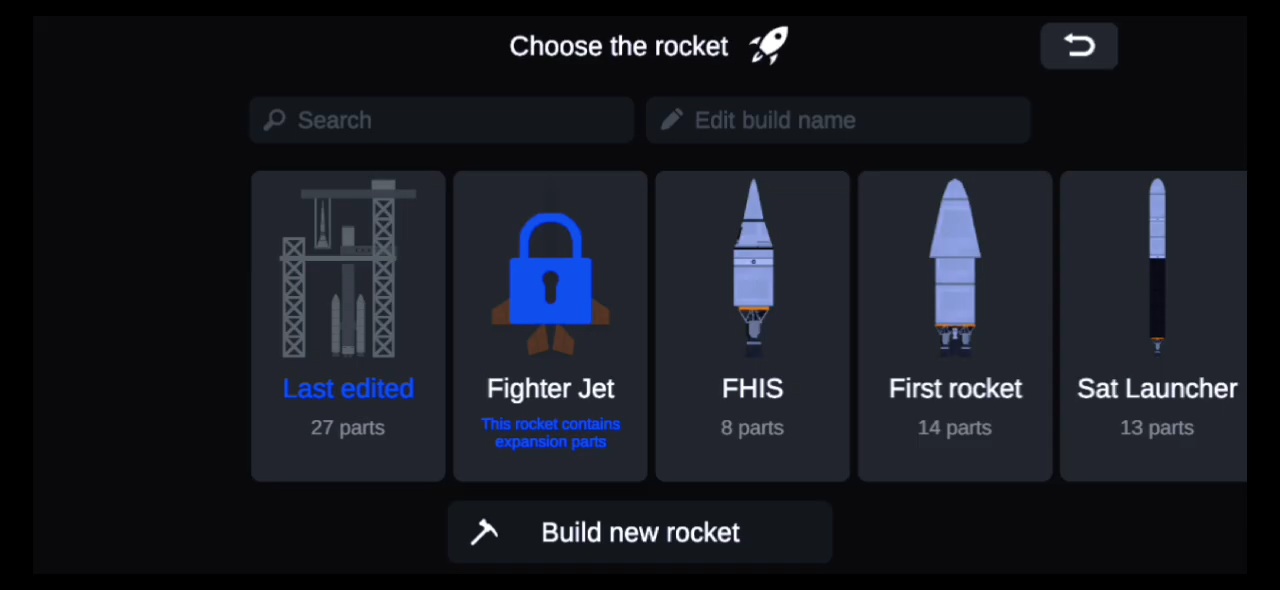 Choose the rocket
Search
Edit build name
Last edited
27 parts
Fighter Jet
This rocket contains
expansion parts
FHIS
8 parts
First rocket
14 parts
Sat Launcher
13 parts
Build new rocket